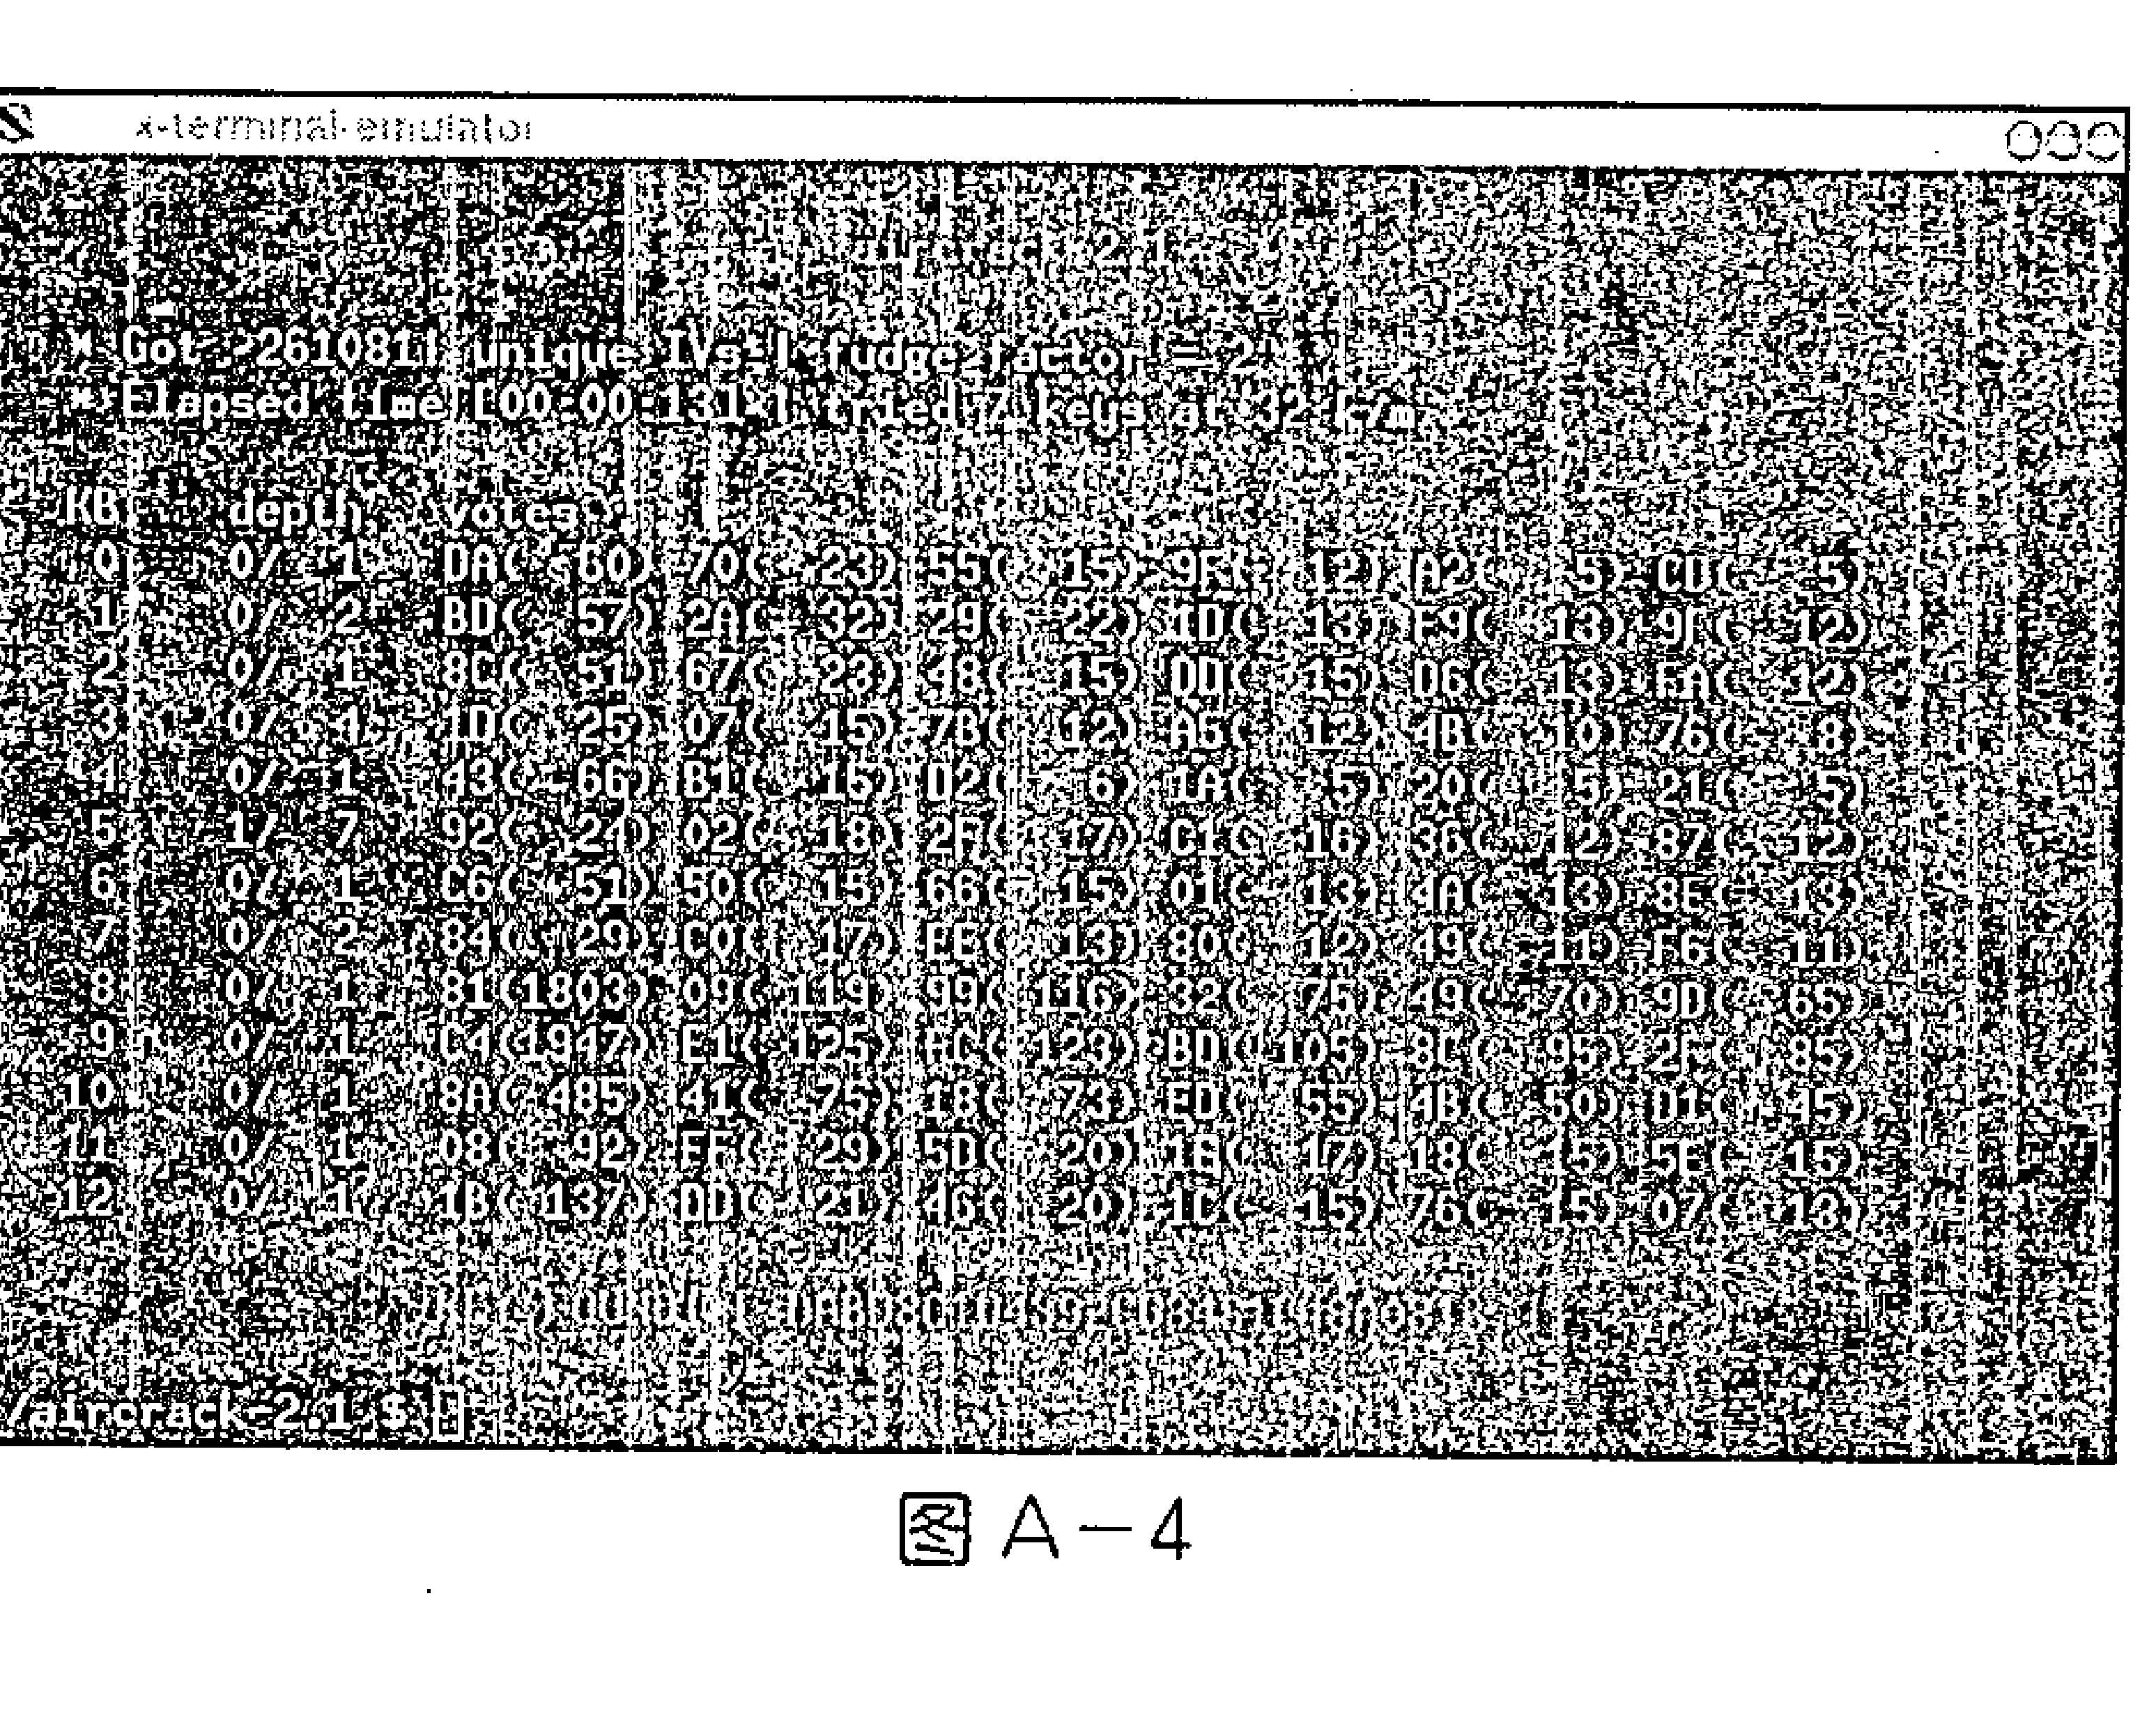 x-terminal-emulator
aircrack 2.1
* Got 261081! unique IVs | fudge factor = 2
* Elapsed time [00:00:13] | tried 7 keys at 32 k/m
KB depth votes
0 0/ 1 DA( 60) 70( 23) 55( 15) 9E( 12) A2( 5) CD( 5)
1 0/ 2 BD( 57) 2A( 32) 29( 22) 1D( 13) F9( 13) 9F( 12)
2 0/ 1 8C( 51) 67( 23) 48( 15) DD( 15) D6( 13) EA( 12)
3 0/ 4 1D( 25) 07( 15) 7B( 12) A5( 12) 4B( 10) 76( 8)
4 0/ 1 43( 66) B1( 15) D2( 6) 1A( 5) 20( 5) 21( 5)
5 1/ 7 92( 24) 02( 18) 2F( 17) C1( 16) 36( 12) 87( 12)
6 0/ 1 C6( 51) 50( 15) 66( 15) 01( 13) 4A( 13) 8E( 13)
7 0/ 2 84( 29) C0( 17) EE( 13) 80( 12) 49( 11) F6( 11)
8 0/ 1 81(1803) 09( 119) 99( 116) 32( 75) 49( 70) 9D( 65)
9 0/ 1 C4(1947) E1( 125) AC( 123) BD( 105) 8C( 95) 2F( 85)
10 0/ 1 8A( 485) 41( 75) 18( 73) ED( 55) 4B( 50) D1( 45)
11 0/ 1 08( 92) FF( 29) 5D( 20) 1E( 17) 18( 15) 5E( 15)
12 0/ 1 1B( 137) DD( 21) 46( 20) 1C( 15) 76( 15) 07( 13)
/aircrack-2.1 $
图 A-4